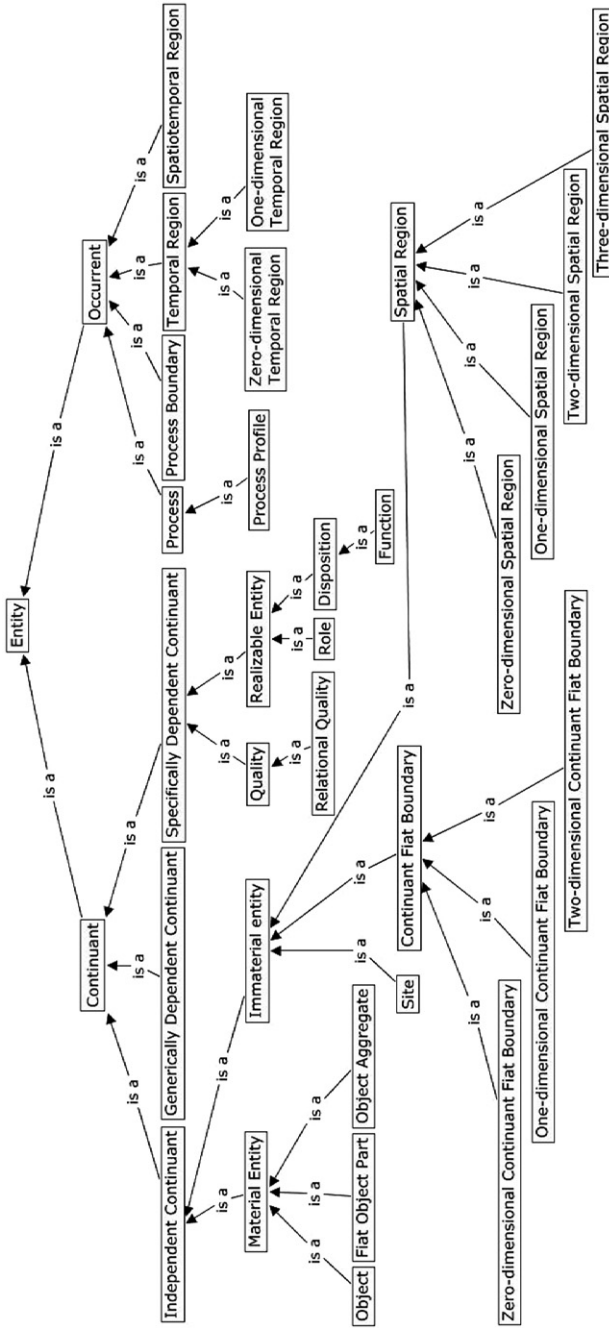 Entity
is a
is a
Continuant
Occurrent
is a
is a
is a
is a
is a
is a
is a
Independent Continuant
Generically Dependent Continuant
Specifically Dependent Continuant
Process
Process Boundary
Temporal Region
Spatiotemporal Region
is a
is a
is a
is a
is a
is a
is a
Material Entity
Immaterial entity
Quality
Realizable Entity
Process Profile
Zero-dimensional
Temporal Region
One-dimensional
Temporal Region
is a
is a
is a
is a
is a
is a
Relational Quality
Role
Disposition
is a
Object
Fiat Object Part
Object Aggregate
Function
is a
is a
is a
Site
Continuant Fiat Boundary
Spatial Region
is a
is a
is a
is a
is a
is a
is a
Zero-dimensional Continuant Fiat Boundary
One-dimensional Continuant Fiat Boundary
Two-dimensional Continuant Fiat Boundary
Zero-dimensional Spatial Region
One-dimensional Spatial Region
Two-dimensional Spatial Region
Three-dimensional Spatial Region